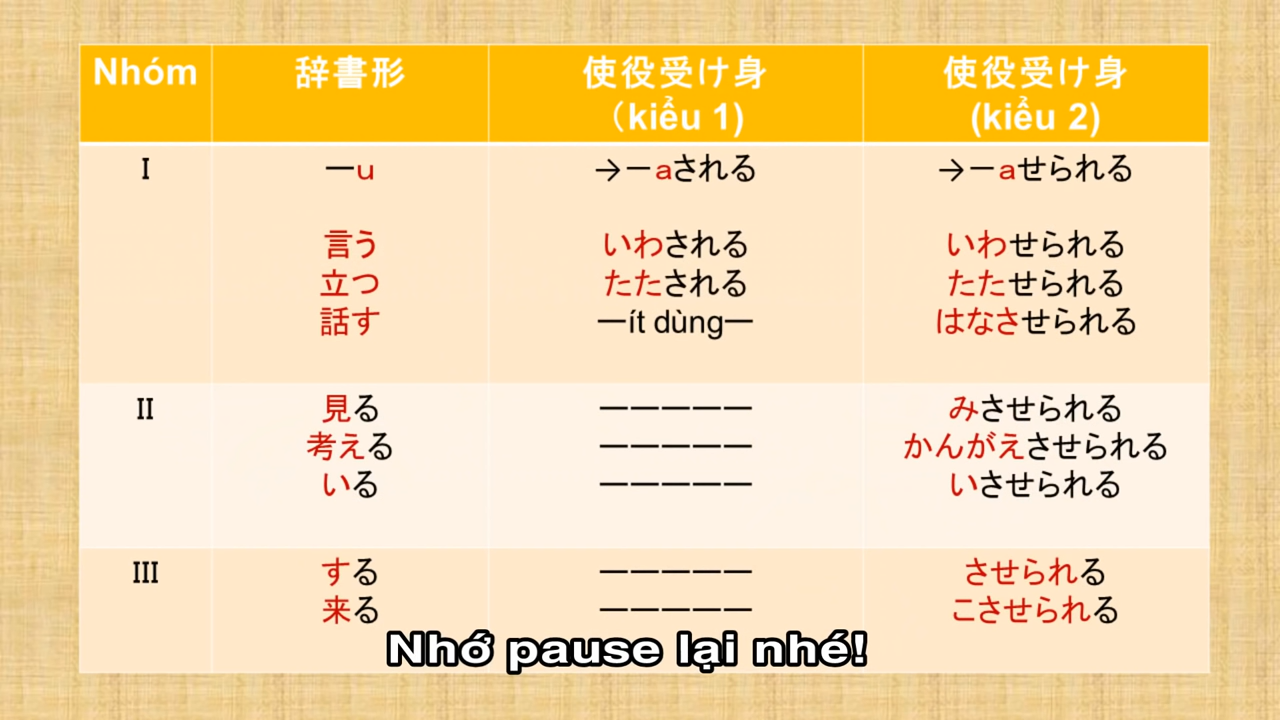 Nhóm 辞書形 使役受け身 (kiểu 1) 使役受け身 (kiểu 2)
I ーu →ーaされる →ーaせられる
言う いわされる いわせられる
立つ たたされる たたせられる
話す ーít dùngー はなさせられる
II 見る ーーーーー みさせられる
考える ーーーーー かんがえさせられる
いる ーーーーー いさせられる
III する ーーーーー させられる
来る ーーーーー こさせられる
Nhớ pause lại nhé!